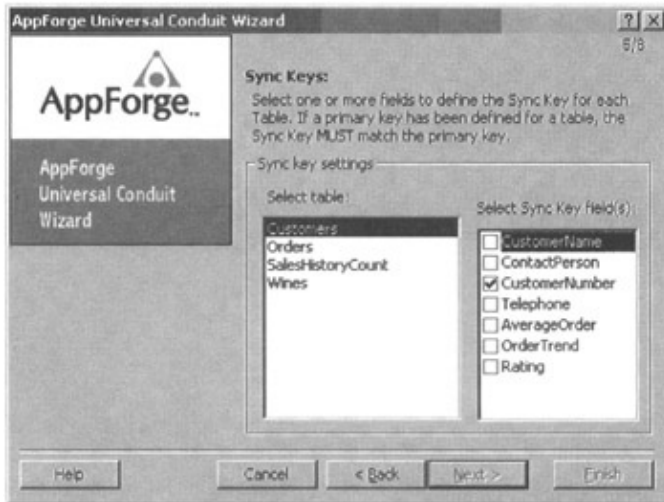 AppForge Universal Conduit Wizard
6/8
AppForge™
AppForge
Universal Conduit
Wizard
Sync Keys:
Select one or more fields to define the Sync Key for each
Table. If a primary key has been defined for a table, the
Sync Key MUST match the primary key.
Sync key settings
Select table:
Customers
Orders
SalesHistoryCount
Wines
Select Sync Key field(s):
CustomerName
ContactPerson
CustomerNumber
Telephone
AverageOrder
OrderTrend
Rating
Help
Cancel
< Back
Next >
Finish